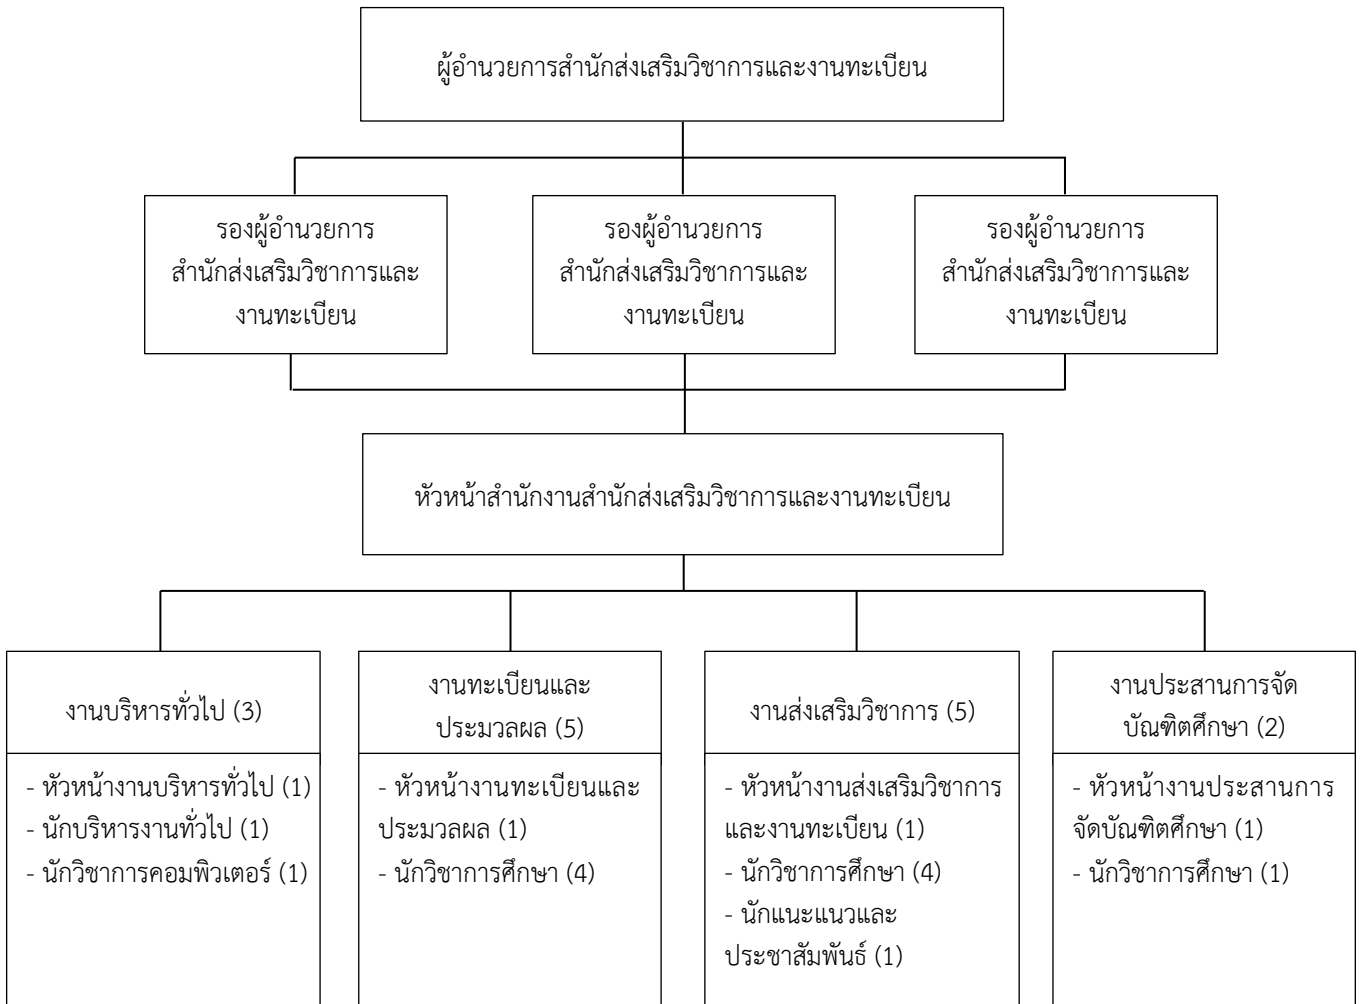 ผู้อำนวยการสำนักส่งเสริมวิชาการและงานทะเบียน
รองผู้อำนวยการ
สำนักส่งเสริมวิชาการและ
งานทะเบียน
รองผู้อำนวยการ
สำนักส่งเสริมวิชาการและ
งานทะเบียน
รองผู้อำนวยการ
สำนักส่งเสริมวิชาการและ
งานทะเบียน
หัวหน้าสำนักงานสำนักส่งเสริมวิชาการและงานทะเบียน
งานบริหารทั่วไป (3)
- หัวหน้างานบริหารทั่วไป (1)
- นักบริหารงานทั่วไป (1)
- นักวิชาการคอมพิวเตอร์ (1)
งานทะเบียนและ
ประมวลผล (5)
- หัวหน้างานทะเบียนและ
ประมวลผล (1)
- นักวิชาการศึกษา (4)
งานส่งเสริมวิชาการ (5)
- หัวหน้างานส่งเสริมวิชาการ
และงานทะเบียน (1)
- นักวิชาการศึกษา (4)
- นักแนะแนวและ
ประชาสัมพันธ์ (1)
งานประสานการจัด
บัณฑิตศึกษา (2)
- หัวหน้างานประสานการ
จัดบัณฑิตศึกษา (1)
- นักวิชาการศึกษา (1)